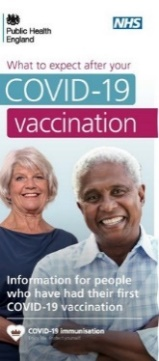 Public Health
England
NHS
What to expect after your
COVID-19
vaccination
Information for people
who have had their first
COVID-19 vaccination
COVID-19 immunisation